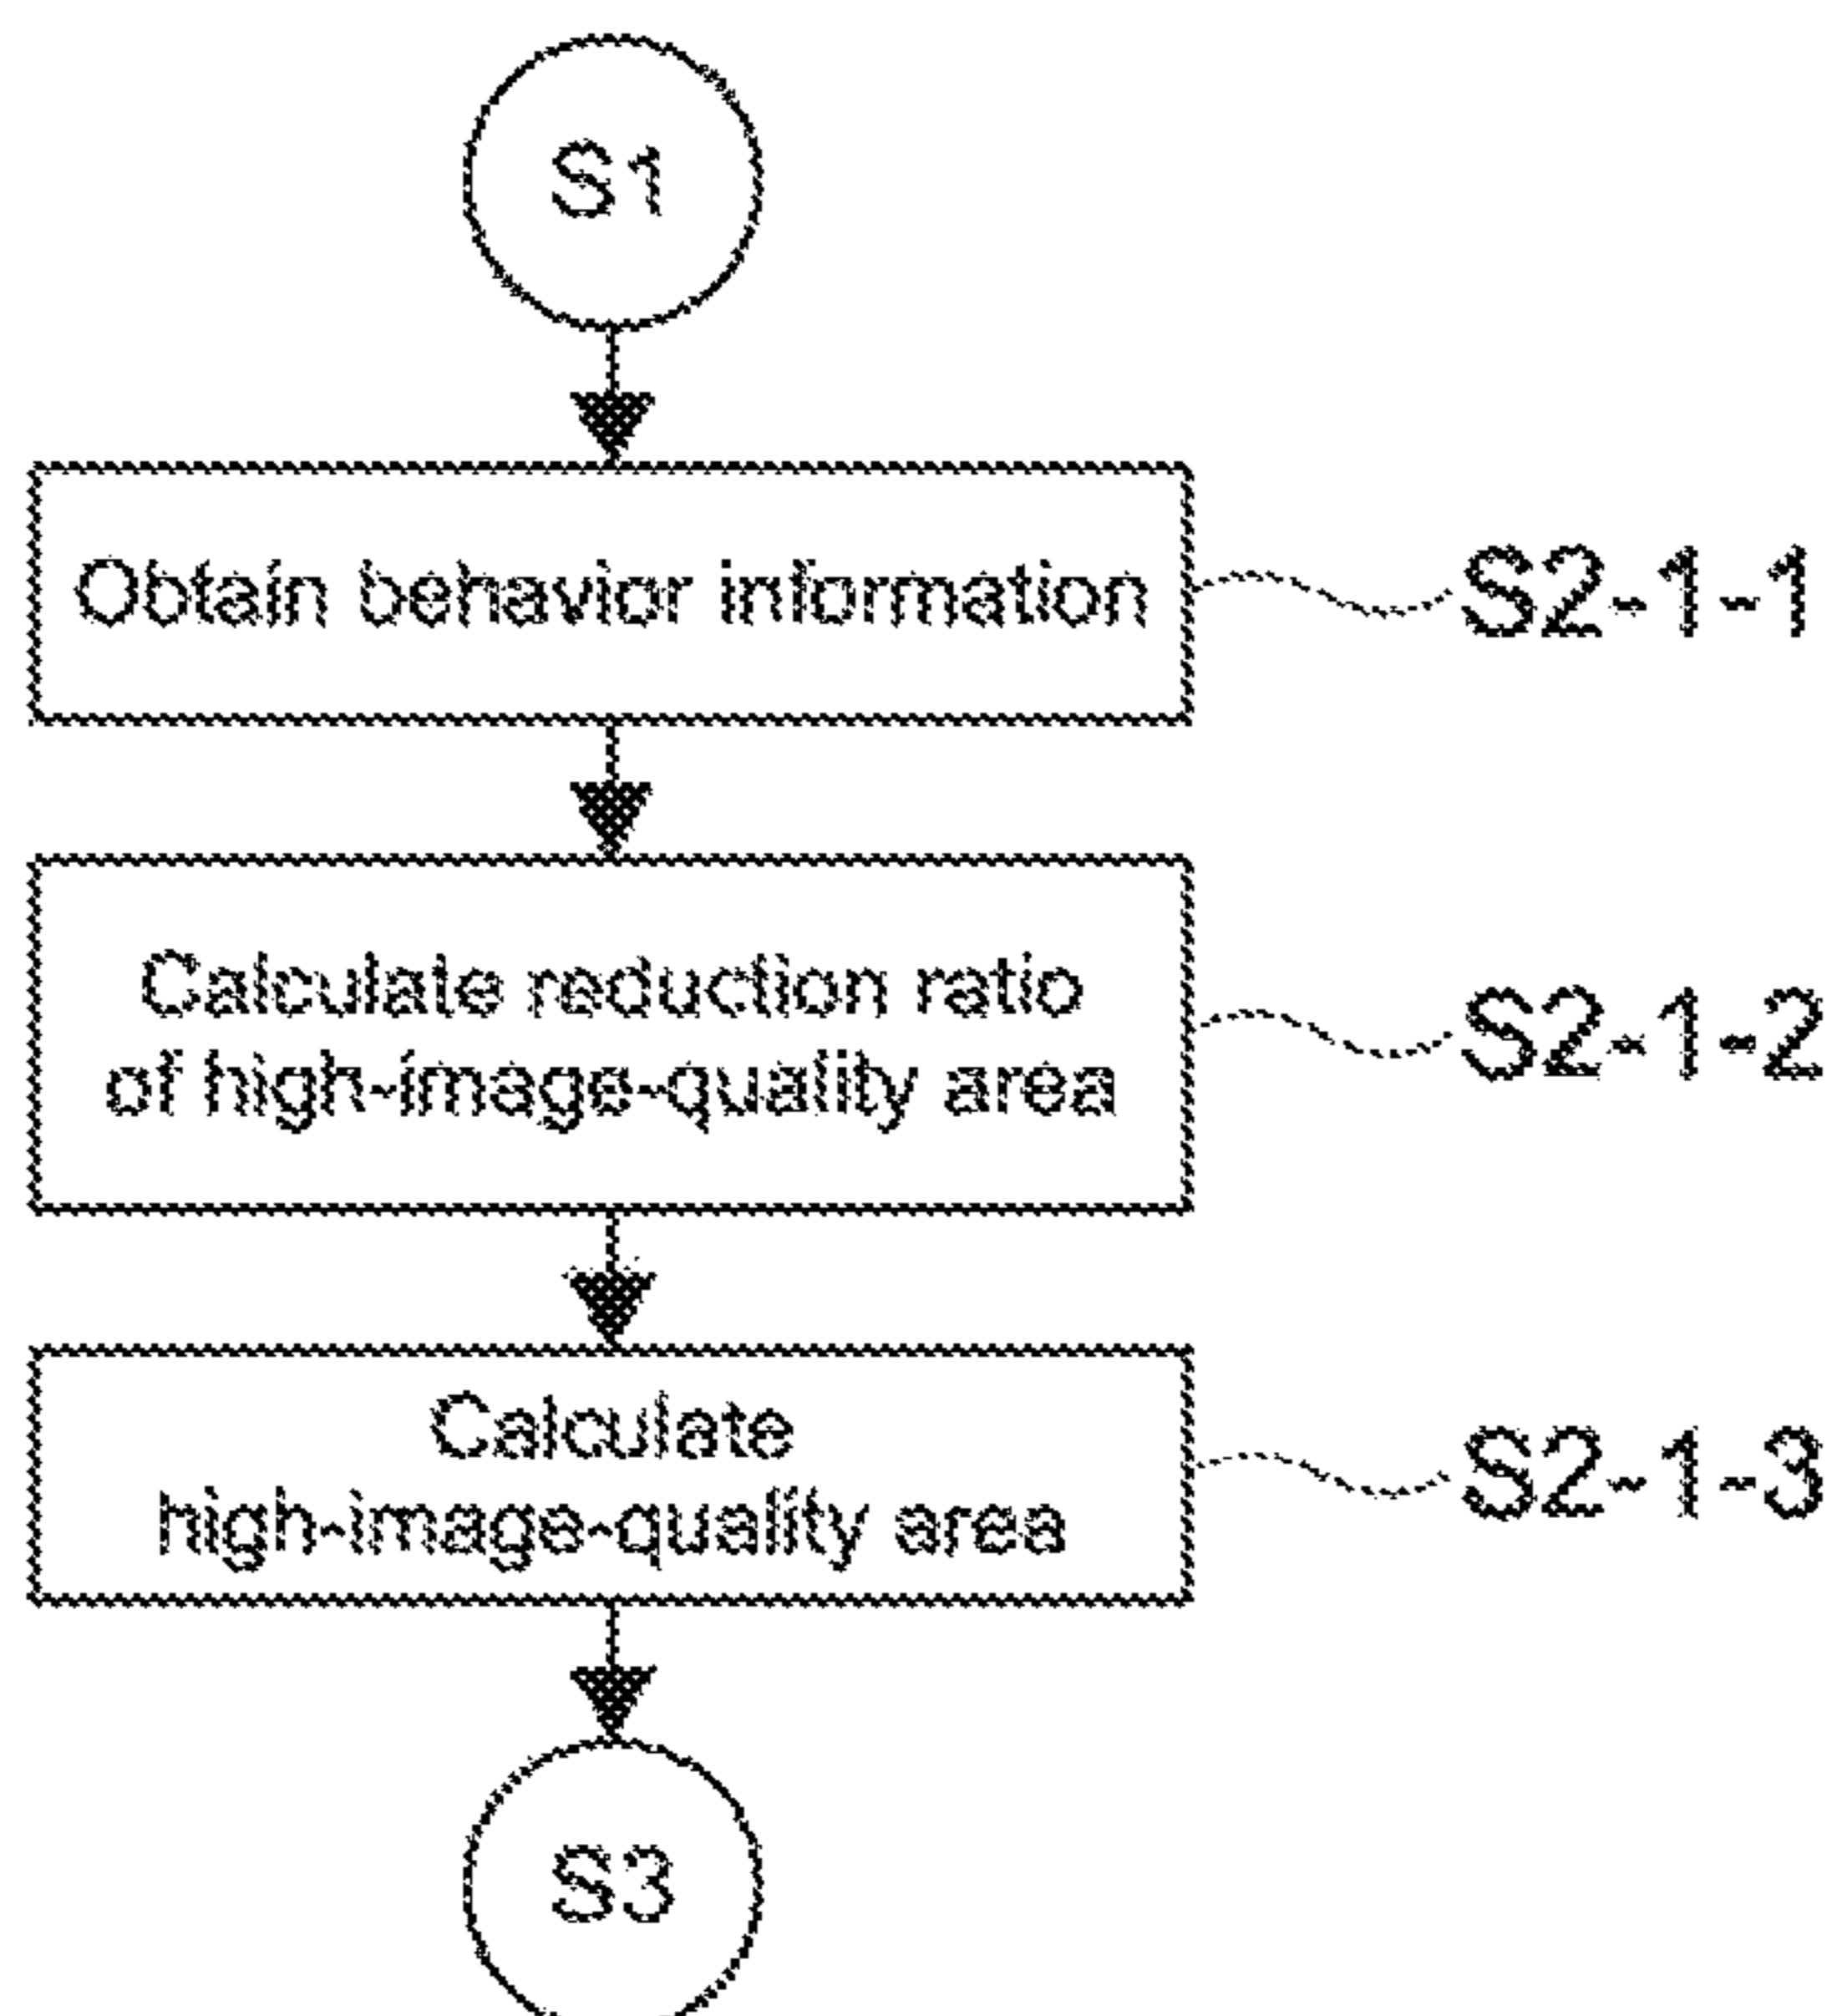 S1
Obtain behavior information
S2-1-1
Calculate reduction ratio
of high-image-quality area
S2-1-2
Calculate
high-image-quality area
S2-1-3
S3